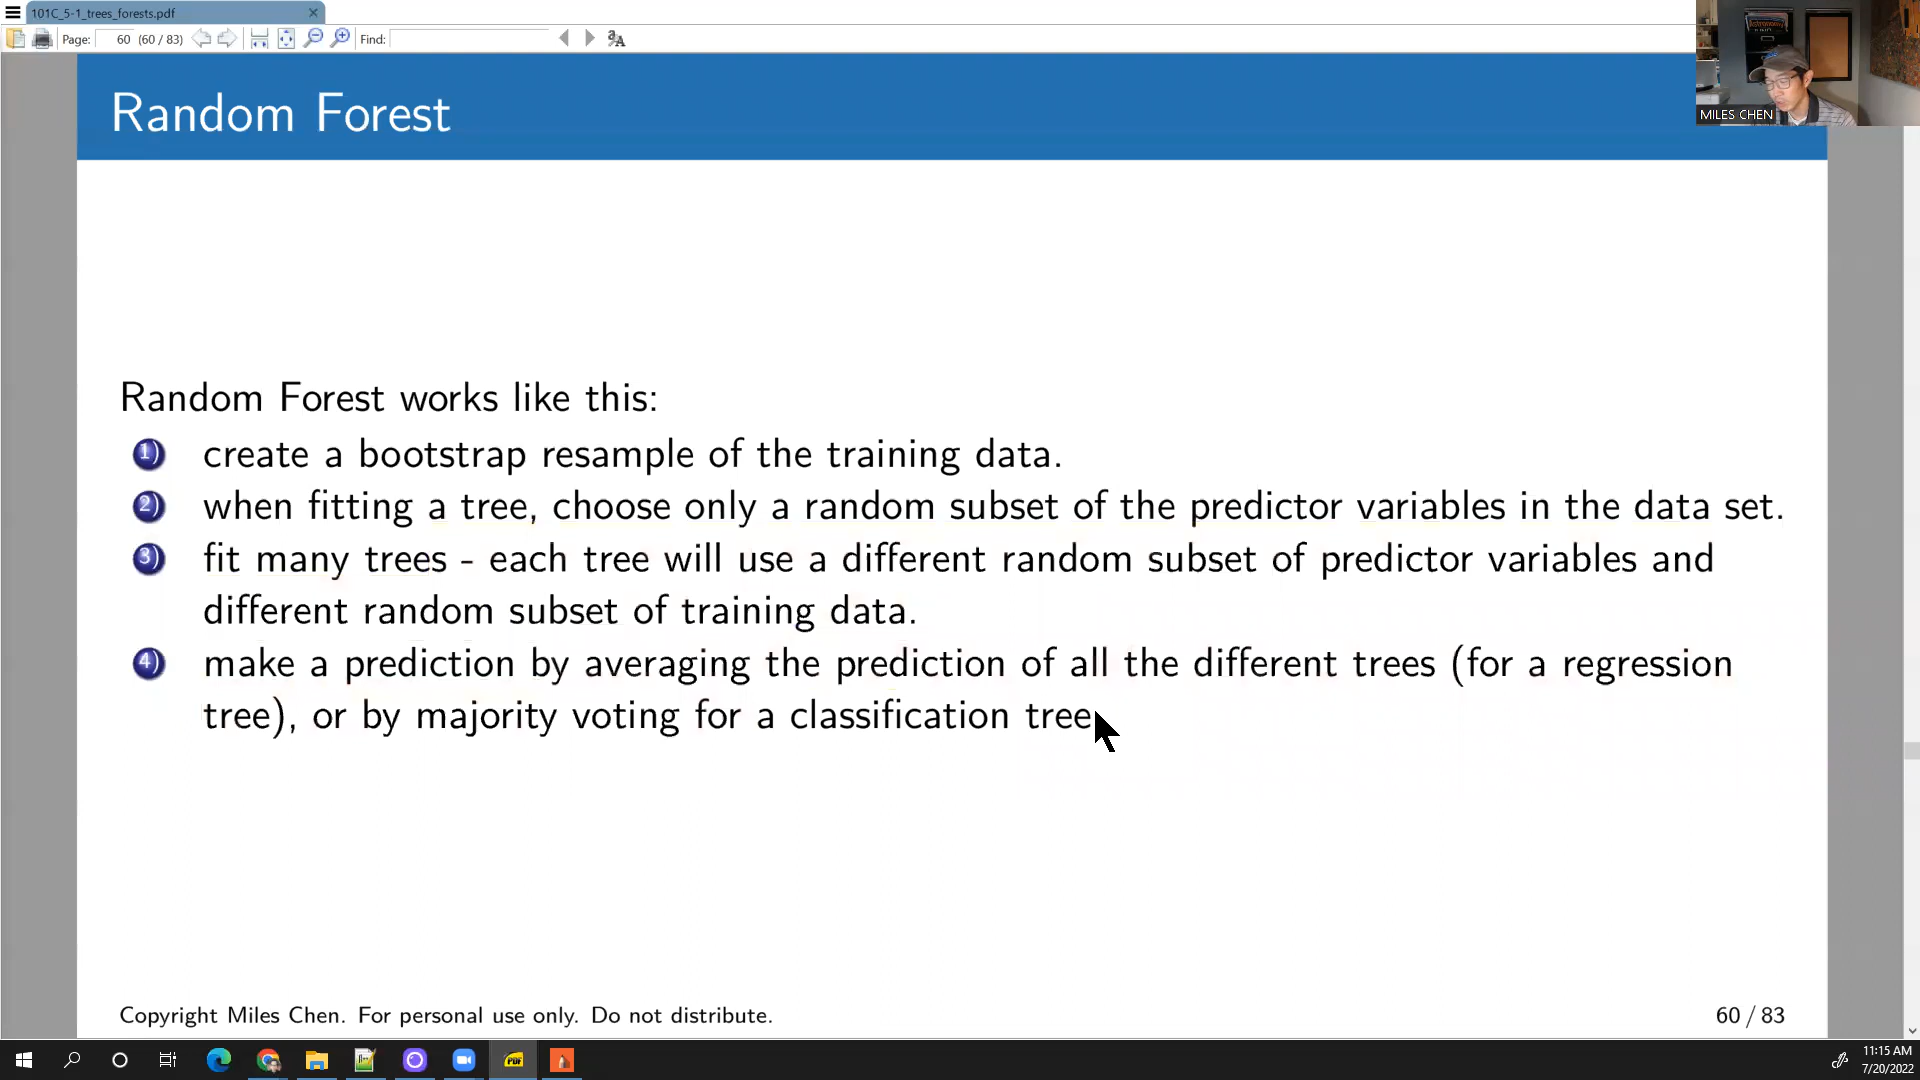 101C_5-1_trees_forests.pdf
Page: 60 (60 / 83) Find:
MILES CHEN
Random Forest
Random Forest works like this:
1) create a bootstrap resample of the training data.
2) when fitting a tree, choose only a random subset of the predictor variables in the data set.
3) fit many trees - each tree will use a different random subset of predictor variables and
different random subset of training data.
4) make a prediction by averaging the prediction of all the different trees (for a regression
tree), or by majority voting for a classification tree
Copyright Miles Chen. For personal use only. Do not distribute.
60 / 83
PDF
11:15 AM
7/20/2022